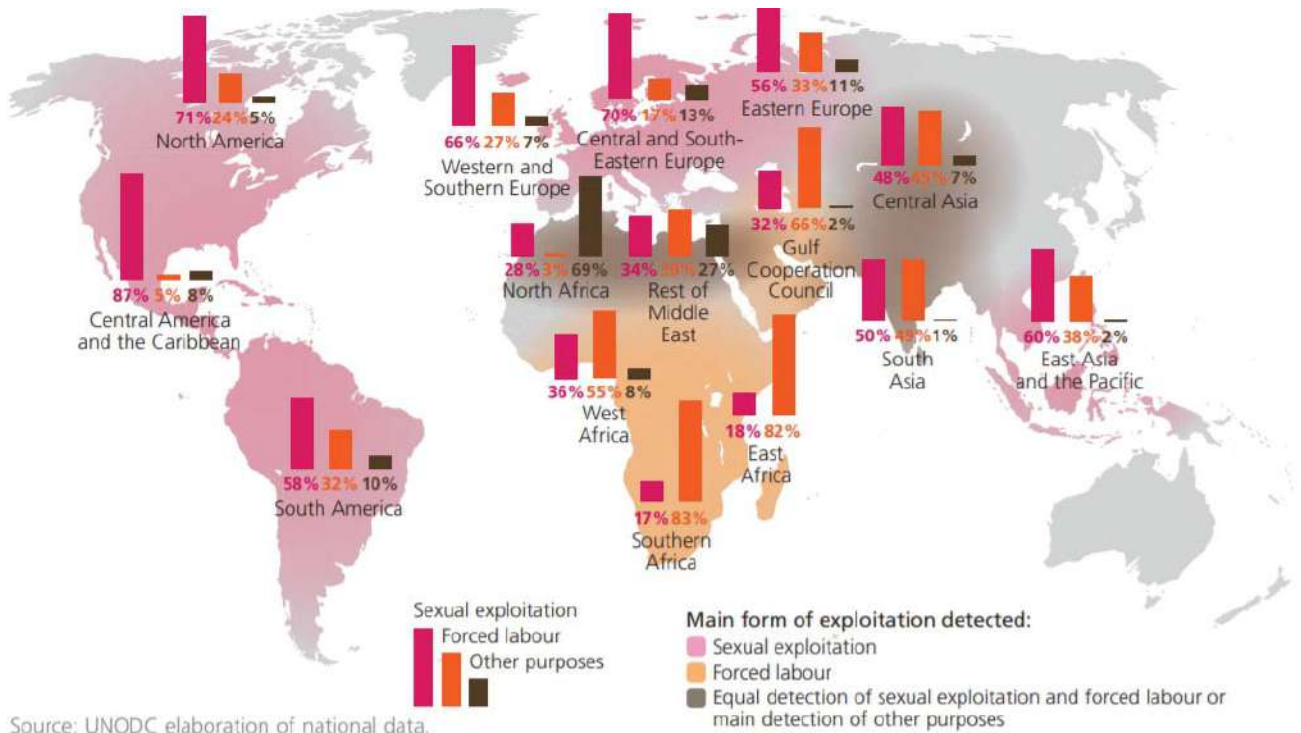 71% 24% 5%
North America
66% 27% 7%
Western and
Southern Europe
70% 17% 13%
Central and South-
Eastern Europe
56% 33% 11%
Eastern Europe
48% 45% 7%
Central Asia
87% 5% 8%
Central America
and the Caribbean
28% 3% 69%
North Africa
34% 39% 27%
Rest of
Middle
East
32% 66% 2%
Gulf
Cooperation
Council
50% 49% 1%
South
Asia
60% 38% 2%
East Asia
and the Pacific
36% 55% 8%
West
Africa
18% 82%
East
Africa
58% 32% 10%
South America
17% 83%
Southern
Africa
Sexual exploitation
Forced labour
Other purposes
Main form of exploitation detected:
Sexual exploitation
Forced labour
Equal detection of sexual exploitation and forced labour or
main detection of other purposes
Source: UNODC elaboration of national data.